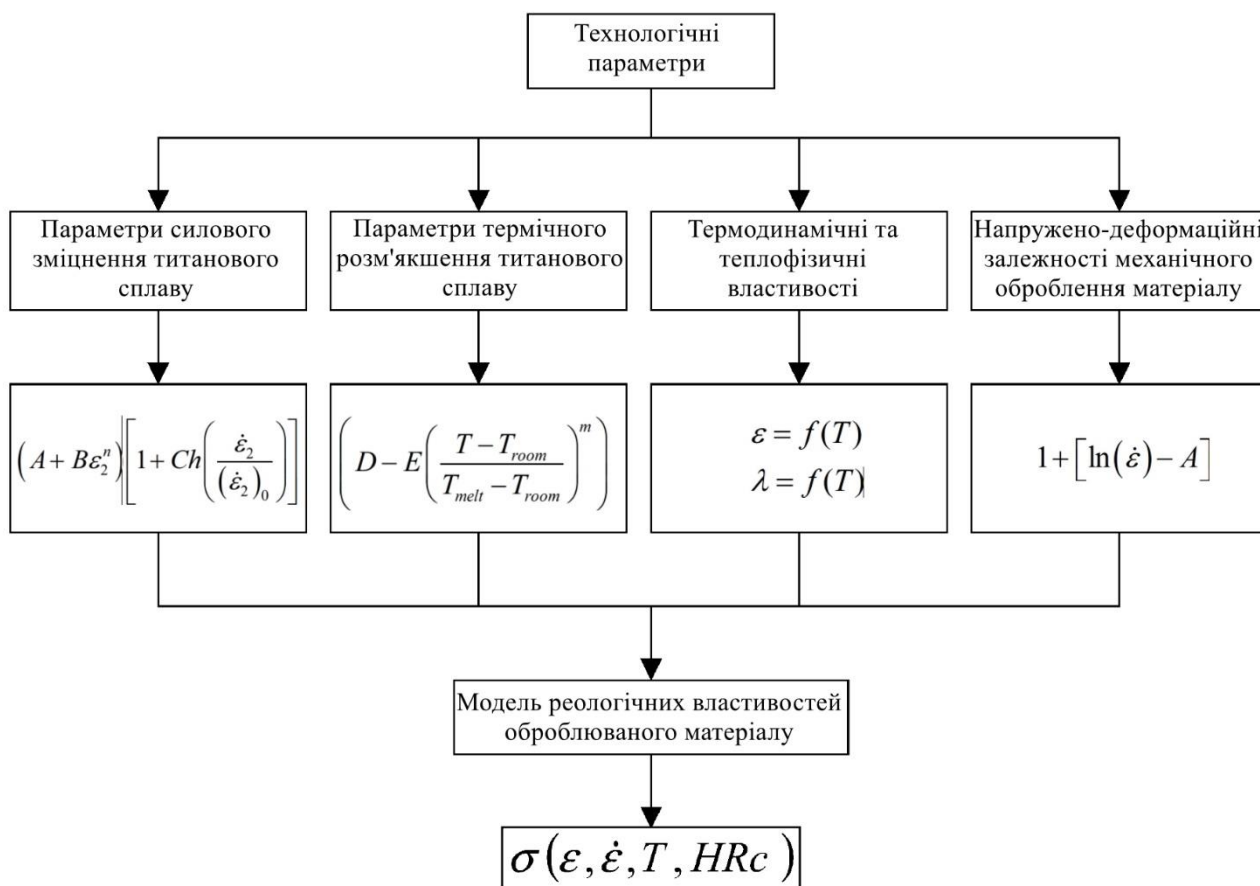 Технологічні
параметри
Параметри силового
зміцнення титанового
сплаву
Параметри термічного
розм'якшення титанового
сплаву
Термодинамічні та
теплофізичні
властивості
Напружено-деформаційні
залежності механічного
оброблення матеріалу
(A + Bε₂ⁿ)[1 + Ch(ε̇₂ / (ε̇₂)₀)]
(D − E((T − T_room) / (T_melt − T_room))^m)
ε = f(T)
λ = f(T)
1 + [ln(ε̇) − A]
Модель реологічних властивостей
оброблюваного матеріалу
σ(ε, ε̇, T, HRc)